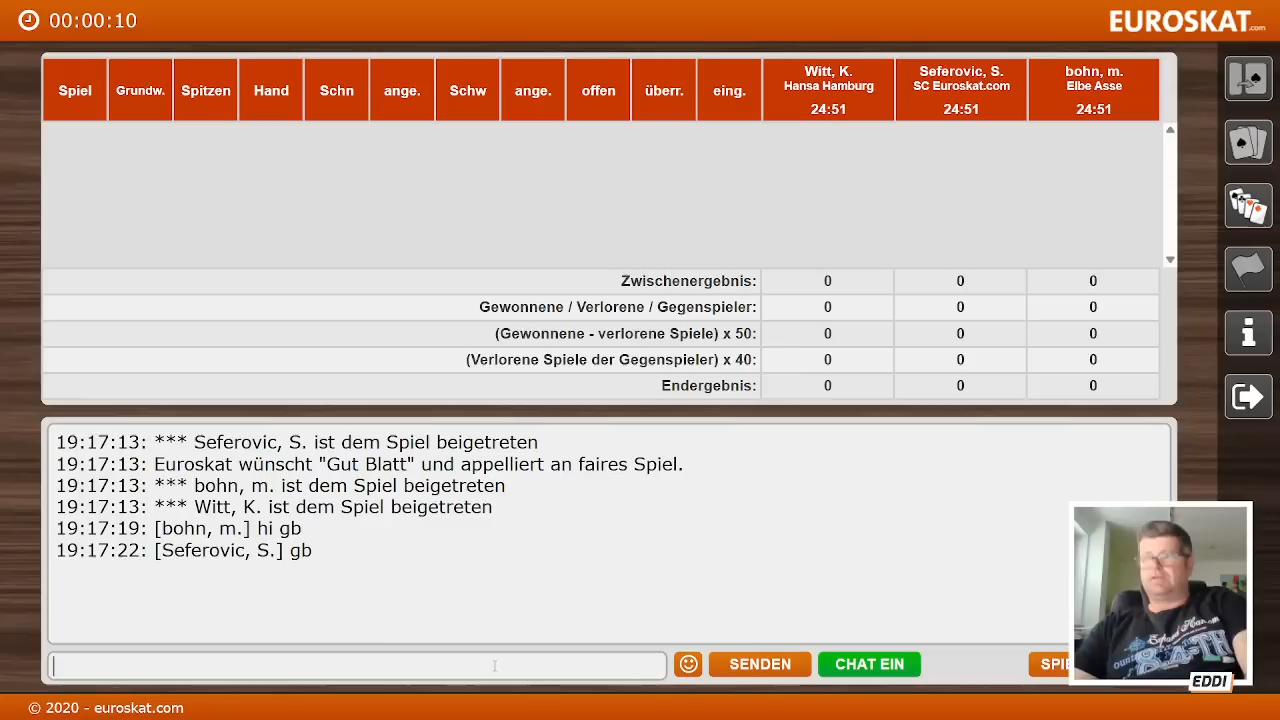 00:00:10
EUROSKAT.com
Spiel Grundw. Spitzen Hand Schn ange. Schw ange. offen überr. eing. Witt, K. Seferovic, S. bohn, m.
Hansa Hamburg SC Euroskat.com Elbe Asse
24:51 24:51 24:51
Zwischenergebnis: 0 0 0
Gewonnene / Verlorene / Gegenspieler: 0 0 0
(Gewonnene - verlorene Spiele) x 50: 0 0 0
(Verlorene Spiele der Gegenspieler) x 40: 0 0 0
Endergebnis: 0 0 0
19:17:13: *** Seferovic, S. ist dem Spiel beigetreten
19:17:13: Euroskat wünscht "Gut Blatt" und appelliert an faires Spiel.
19:17:13: *** bohn, m. ist dem Spiel beigetreten
19:17:13: *** Witt, K. ist dem Spiel beigetreten
19:17:19: [bohn, m.] hi gb
19:17:22: [Seferovic, S.] gb
SENDEN CHAT EIN
EDDI
© 2020 - euroskat.com